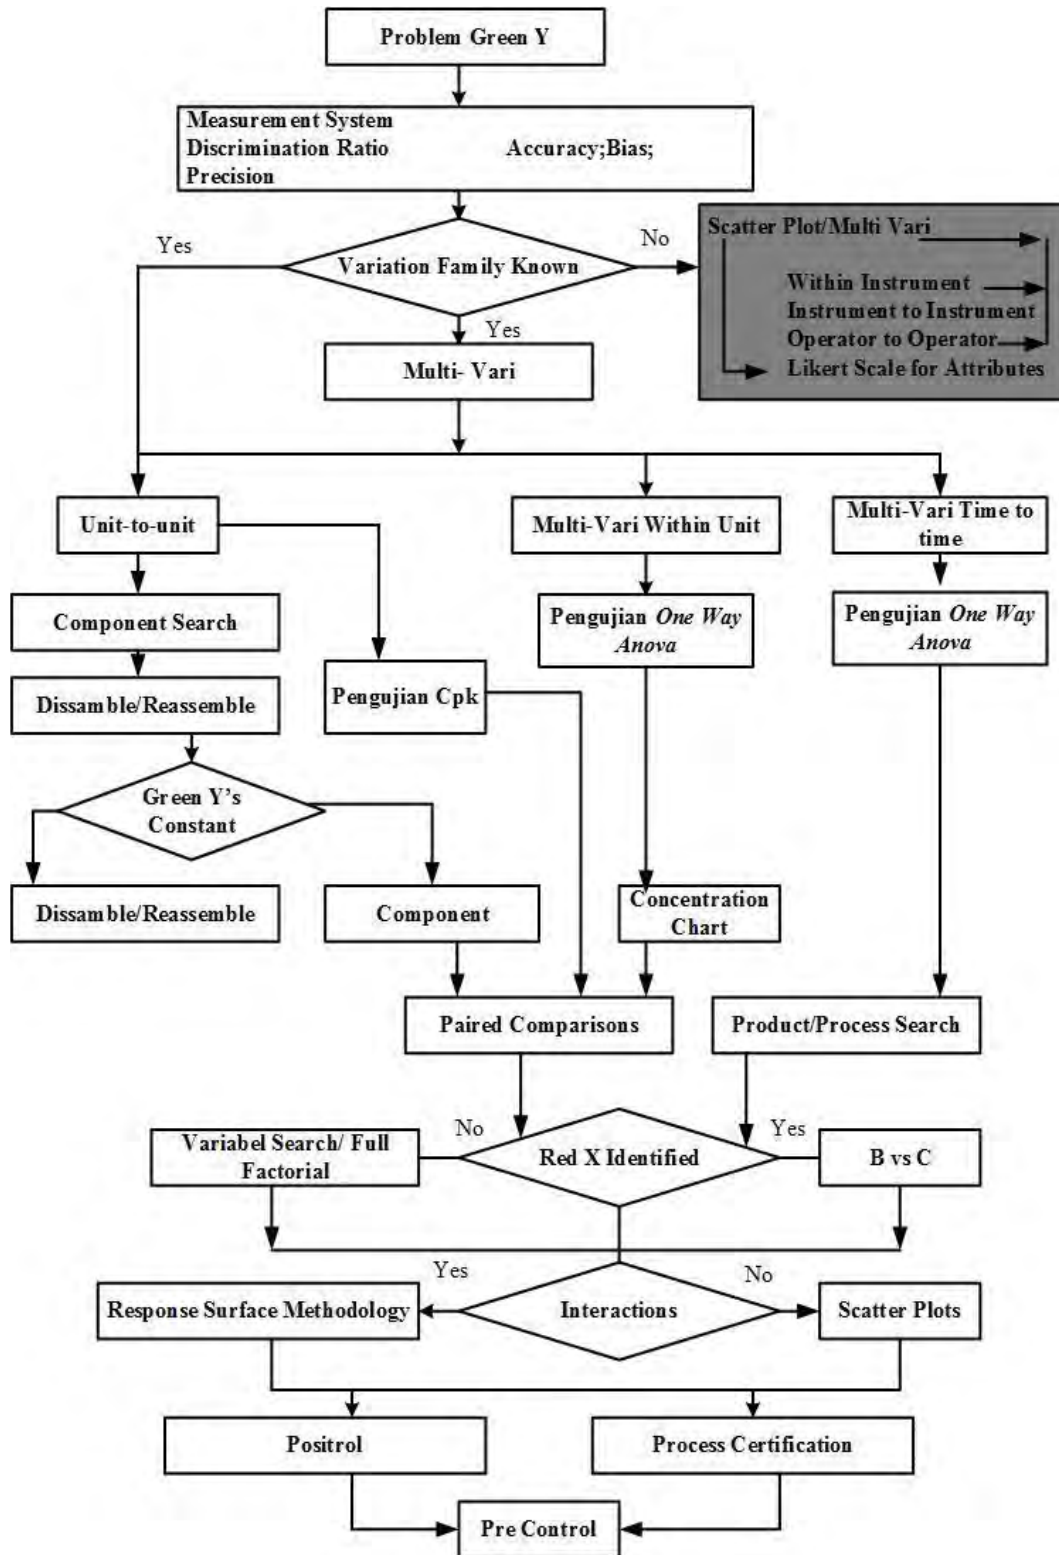 Problem Green Y
Measurement System
Discrimination Ratio Accuracy;Bias;
Precision
Yes
No
Scatter Plot/Multi Vari
Variation Family Known
Within Instrument
Instrument to Instrument
Operator to Operator
Likert Scale for Attributes
Yes
Multi- Vari
Unit-to-unit
Multi-Vari Within Unit
Multi-Vari Time to
time
Component Search
Pengujian One Way
Anova
Pengujian One Way
Anova
Dissamble/Reassemble
Pengujian Cpk
Green Y’s
Constant
Dissamble/Reassemble
Component
Concentration
Chart
Paired Comparisons
Product/Process Search
No
Yes
Variabel Search/ Full
Factorial
Red X Identified
B vs C
Yes
No
Response Surface Methodology
Interactions
Scatter Plots
Positrol
Process Certification
Pre Control